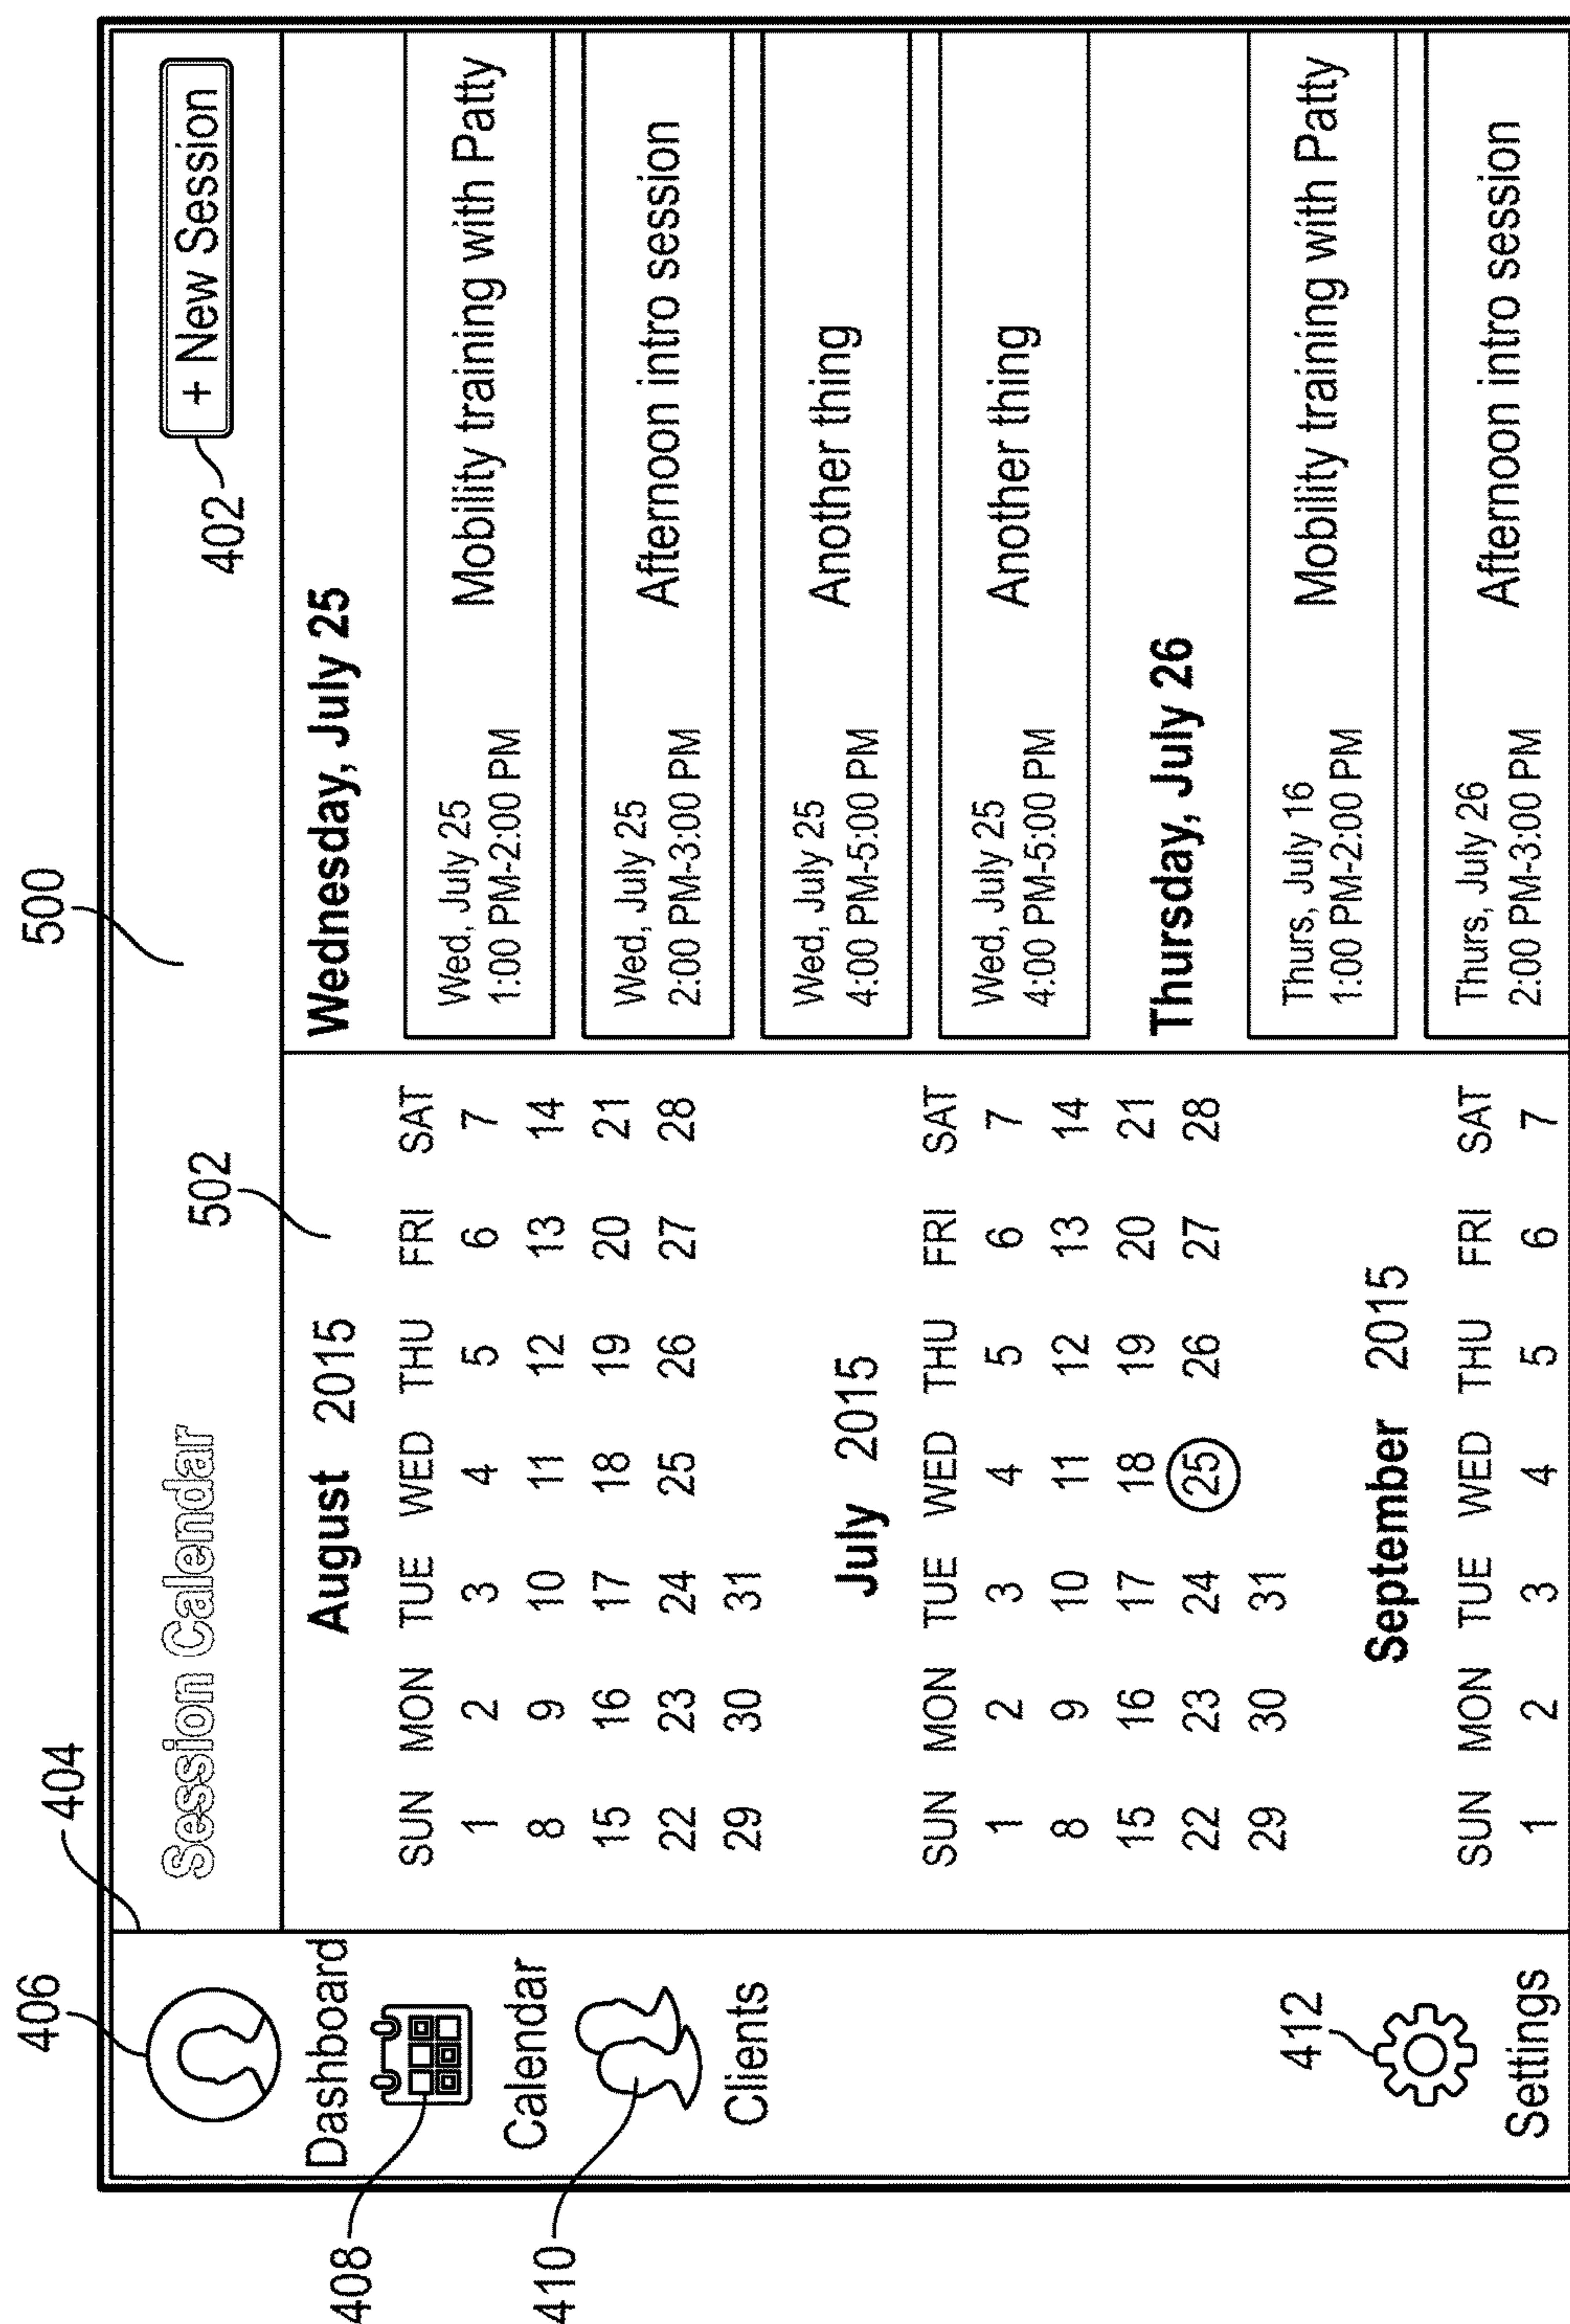 500
404
406
Session Calendar
502
402
+ New Session
Dashboard
408
Calendar
410
Clients
412
Settings
August 2015
SUN MON TUE WED THU FRI SAT
1 2 3 4 5 6 7
8 9 10 11 12 13 14
15 16 17 18 19 20 21
22 23 24 25 26 27 28
29 30 31
July 2015
SUN MON TUE WED THU FRI SAT
1 2 3 4 5 6 7
8 9 10 11 12 13 14
15 16 17 18 19 20 21
22 23 24 25 26 27 28
29 30 31
September 2015
SUN MON TUE WED THU FRI SAT
1 2 3 4 5 6 7
Wednesday, July 25
Wed, July 25
1:00 PM-2:00 PM
Mobility training with Patty
Wed, July 25
2:00 PM-3:00 PM
Afternoon intro session
Wed, July 25
4:00 PM-5:00 PM
Another thing
Wed, July 25
4:00 PM-5:00 PM
Another thing
Thursday, July 26
Thurs, July 16
1:00 PM-2:00 PM
Mobility training with Patty
Thurs, July 26
2:00 PM-3:00 PM
Afternoon intro session